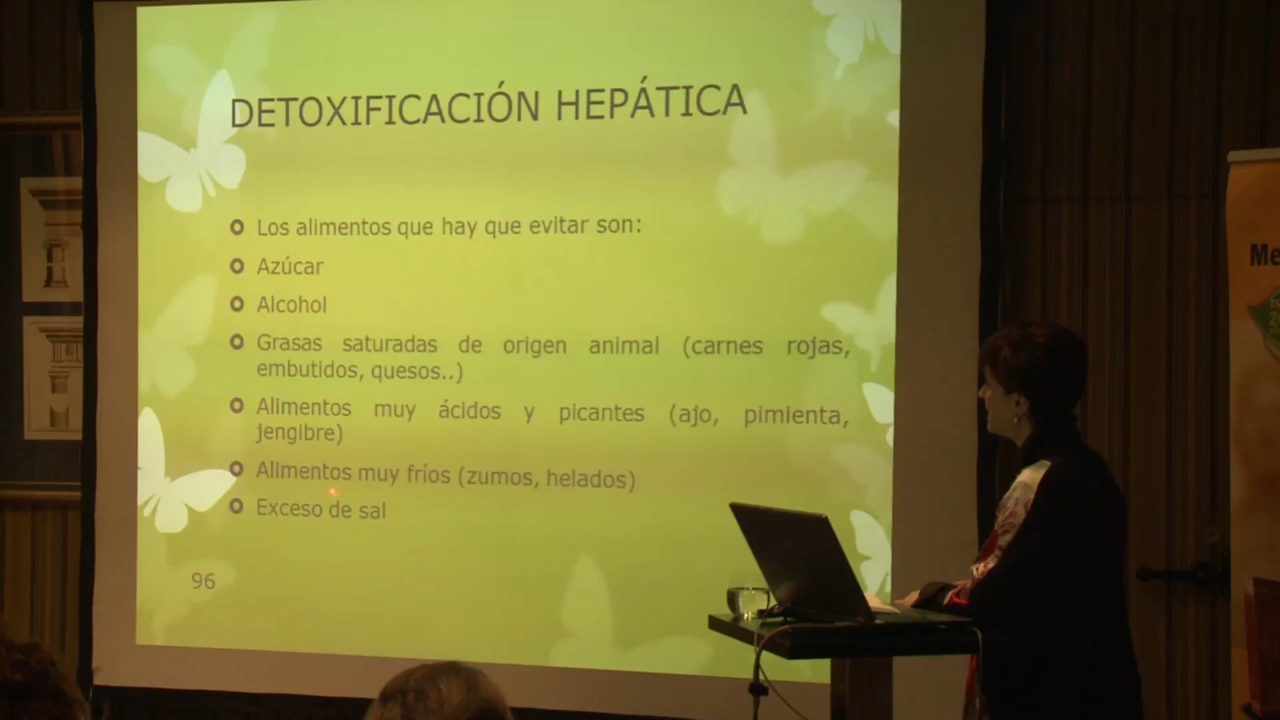 DETOXIFICACIÓN HEPÁTICA
Los alimentos que hay que evitar son:
Azúcar
Alcohol
Grasas saturadas de origen animal (carnes rojas,
embutidos, quesos..)
Alimentos muy ácidos y picantes (ajo, pimienta,
jengibre)
Alimentos muy fríos (zumos, helados)
Exceso de sal
96
Me